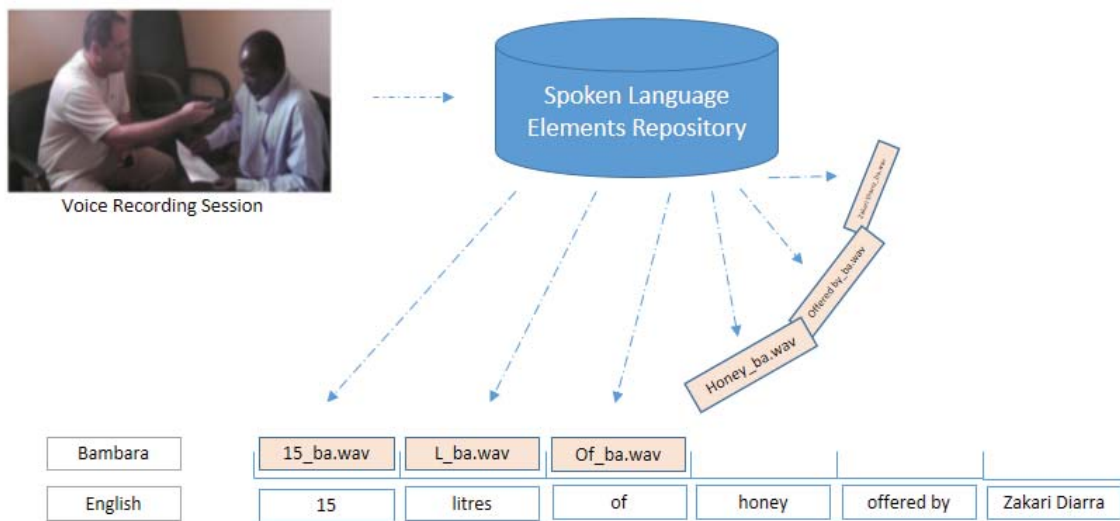 Spoken Language
Elements Repository
Voice Recording Session
Zakari Diarra_ba.wav
Offered by_ba.wav
Honey_ba.wav
Bambara
15_ba.wav
L_ba.wav
Of_ba.wav
English
15
litres
of
honey
offered by
Zakari Diarra